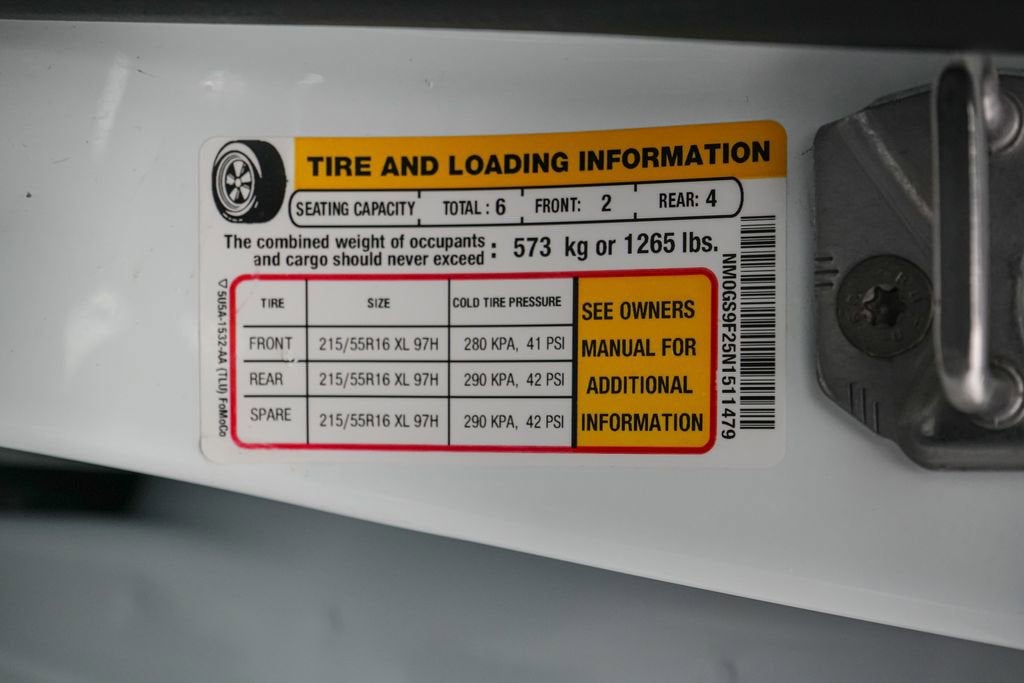 TIRE AND LOADING INFORMATION
SEATING CAPACITY TOTAL : 6 FRONT: 2 REAR: 4
The combined weight of occupants
and cargo should never exceed : 573 kg or 1265 lbs.
TIRE SIZE COLD TIRE PRESSURE
FRONT 215/55R16 XL 97H 280 KPA, 41 PSI
REAR 215/55R16 XL 97H 290 KPA, 42 PSI
SPARE 215/55R16 XL 97H 290 KPA, 42 PSI
SEE OWNERS
MANUAL FOR
ADDITIONAL
INFORMATION
NM0GS9F25N1511479
5U5A-1532-AA (TLU) FoMoCo